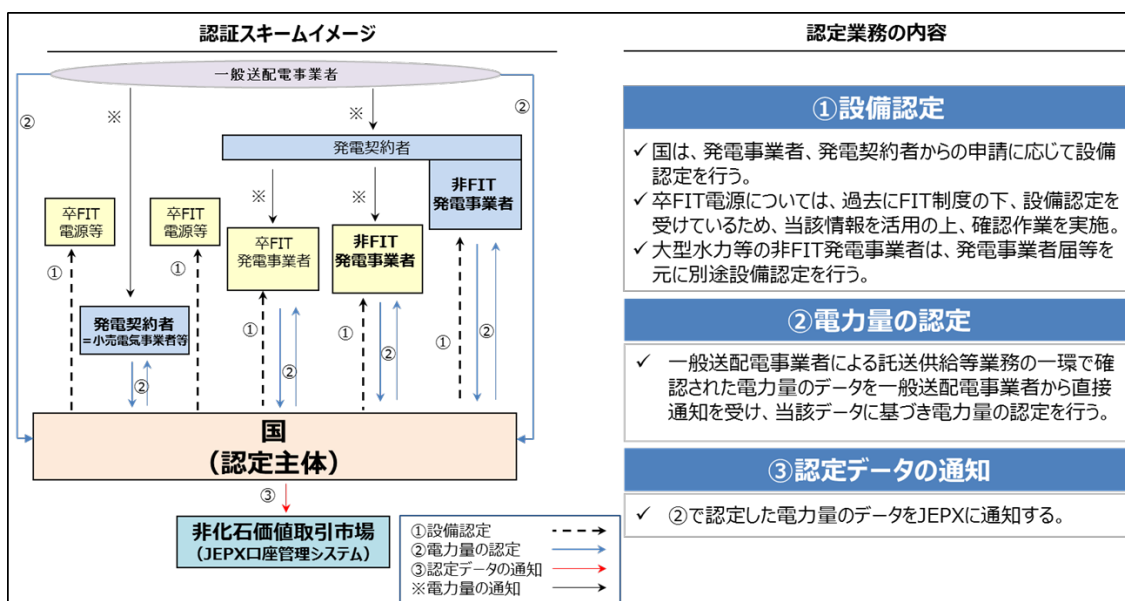 認証スキームイメージ
一般送配電事業者
②
※
※
②
発電契約者
卒FIT
電源等
卒FIT
電源等
※
※
非FIT
発電事業者
卒FIT
発電事業者
非FIT
発電事業者
①
①
発電契約者
＝小売電気事業者等
②
①
②
①
②
①
②
国
（認定主体）
③
非化石価値取引市場
（JEPX口座管理システム）
①設備認定
②電力量の認定
③認定データの通知
※電力量の通知
認定業務の内容
①設備認定
✓ 国は、発電事業者、発電契約者からの申請に応じて設備
認定を行う。
✓ 卒FIT電源については、過去にFIT制度の下、設備認定を
受けているため、当該情報を活用の上、確認作業を実施。
✓ 大型水力等の非FIT発電事業者は、発電事業者届等を
元に別途設備認定を行う。
②電力量の認定
✓ 一般送配電事業者による託送供給等業務の一環で確
認された電力量のデータを一般送配電事業者から直接
通知を受け、当該データに基づき電力量の認定を行う。
③認定データの通知
✓ ②で認定した電力量のデータをJEPXに通知する。